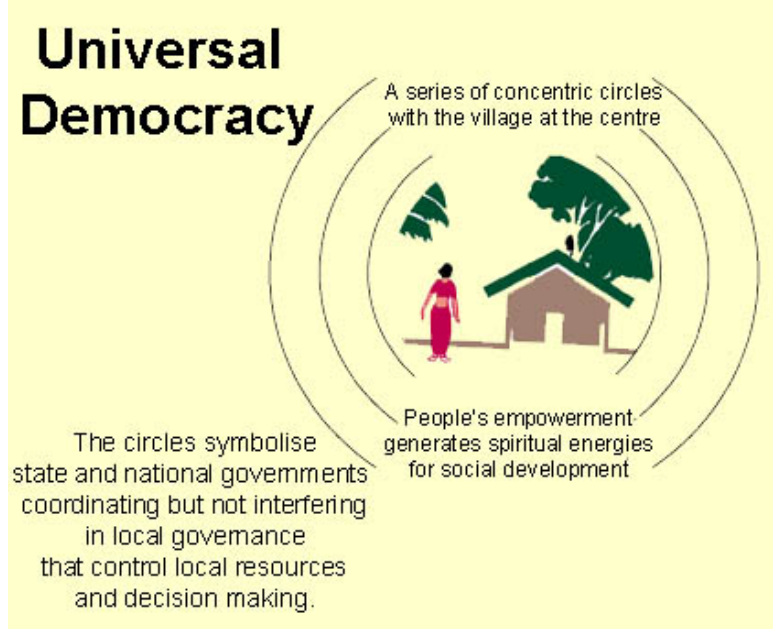 Universal
Democracy
A series of concentric circles
with the village at the centre
People's empowerment
generates spiritual energies
for social development
The circles symbolise
state and national governments
coordinating but not interfering
in local governance
that control local resources
and decision making.